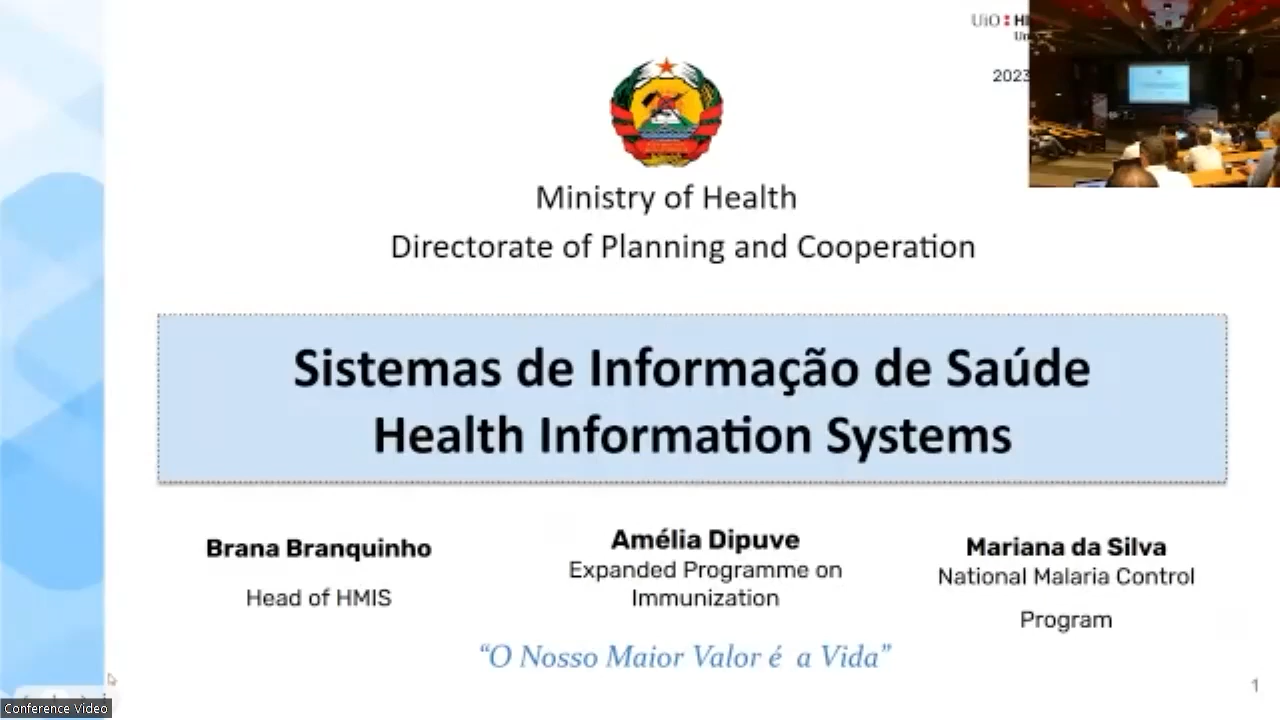 UiO
2023
Ministry of Health
Directorate of Planning and Cooperation
Sistemas de Informação de Saúde
Health Information Systems
Brana Branquinho
Head of HMIS
Amélia Dipuve
Expanded Programme on
Immunization
Mariana da Silva
National Malaria Control
Program
“O Nosso Maior Valor é a Vida”
1
Conference Video